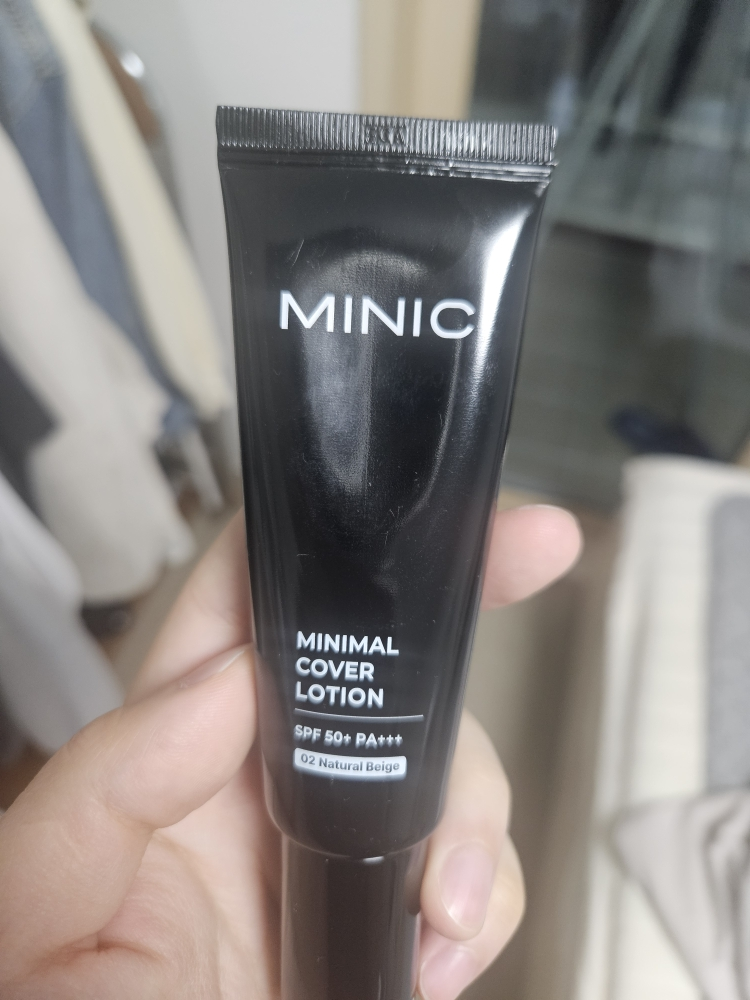 MINIC
MINIMAL
COVER
LOTION
SPF 50+ PA+++
02 Natural Beige